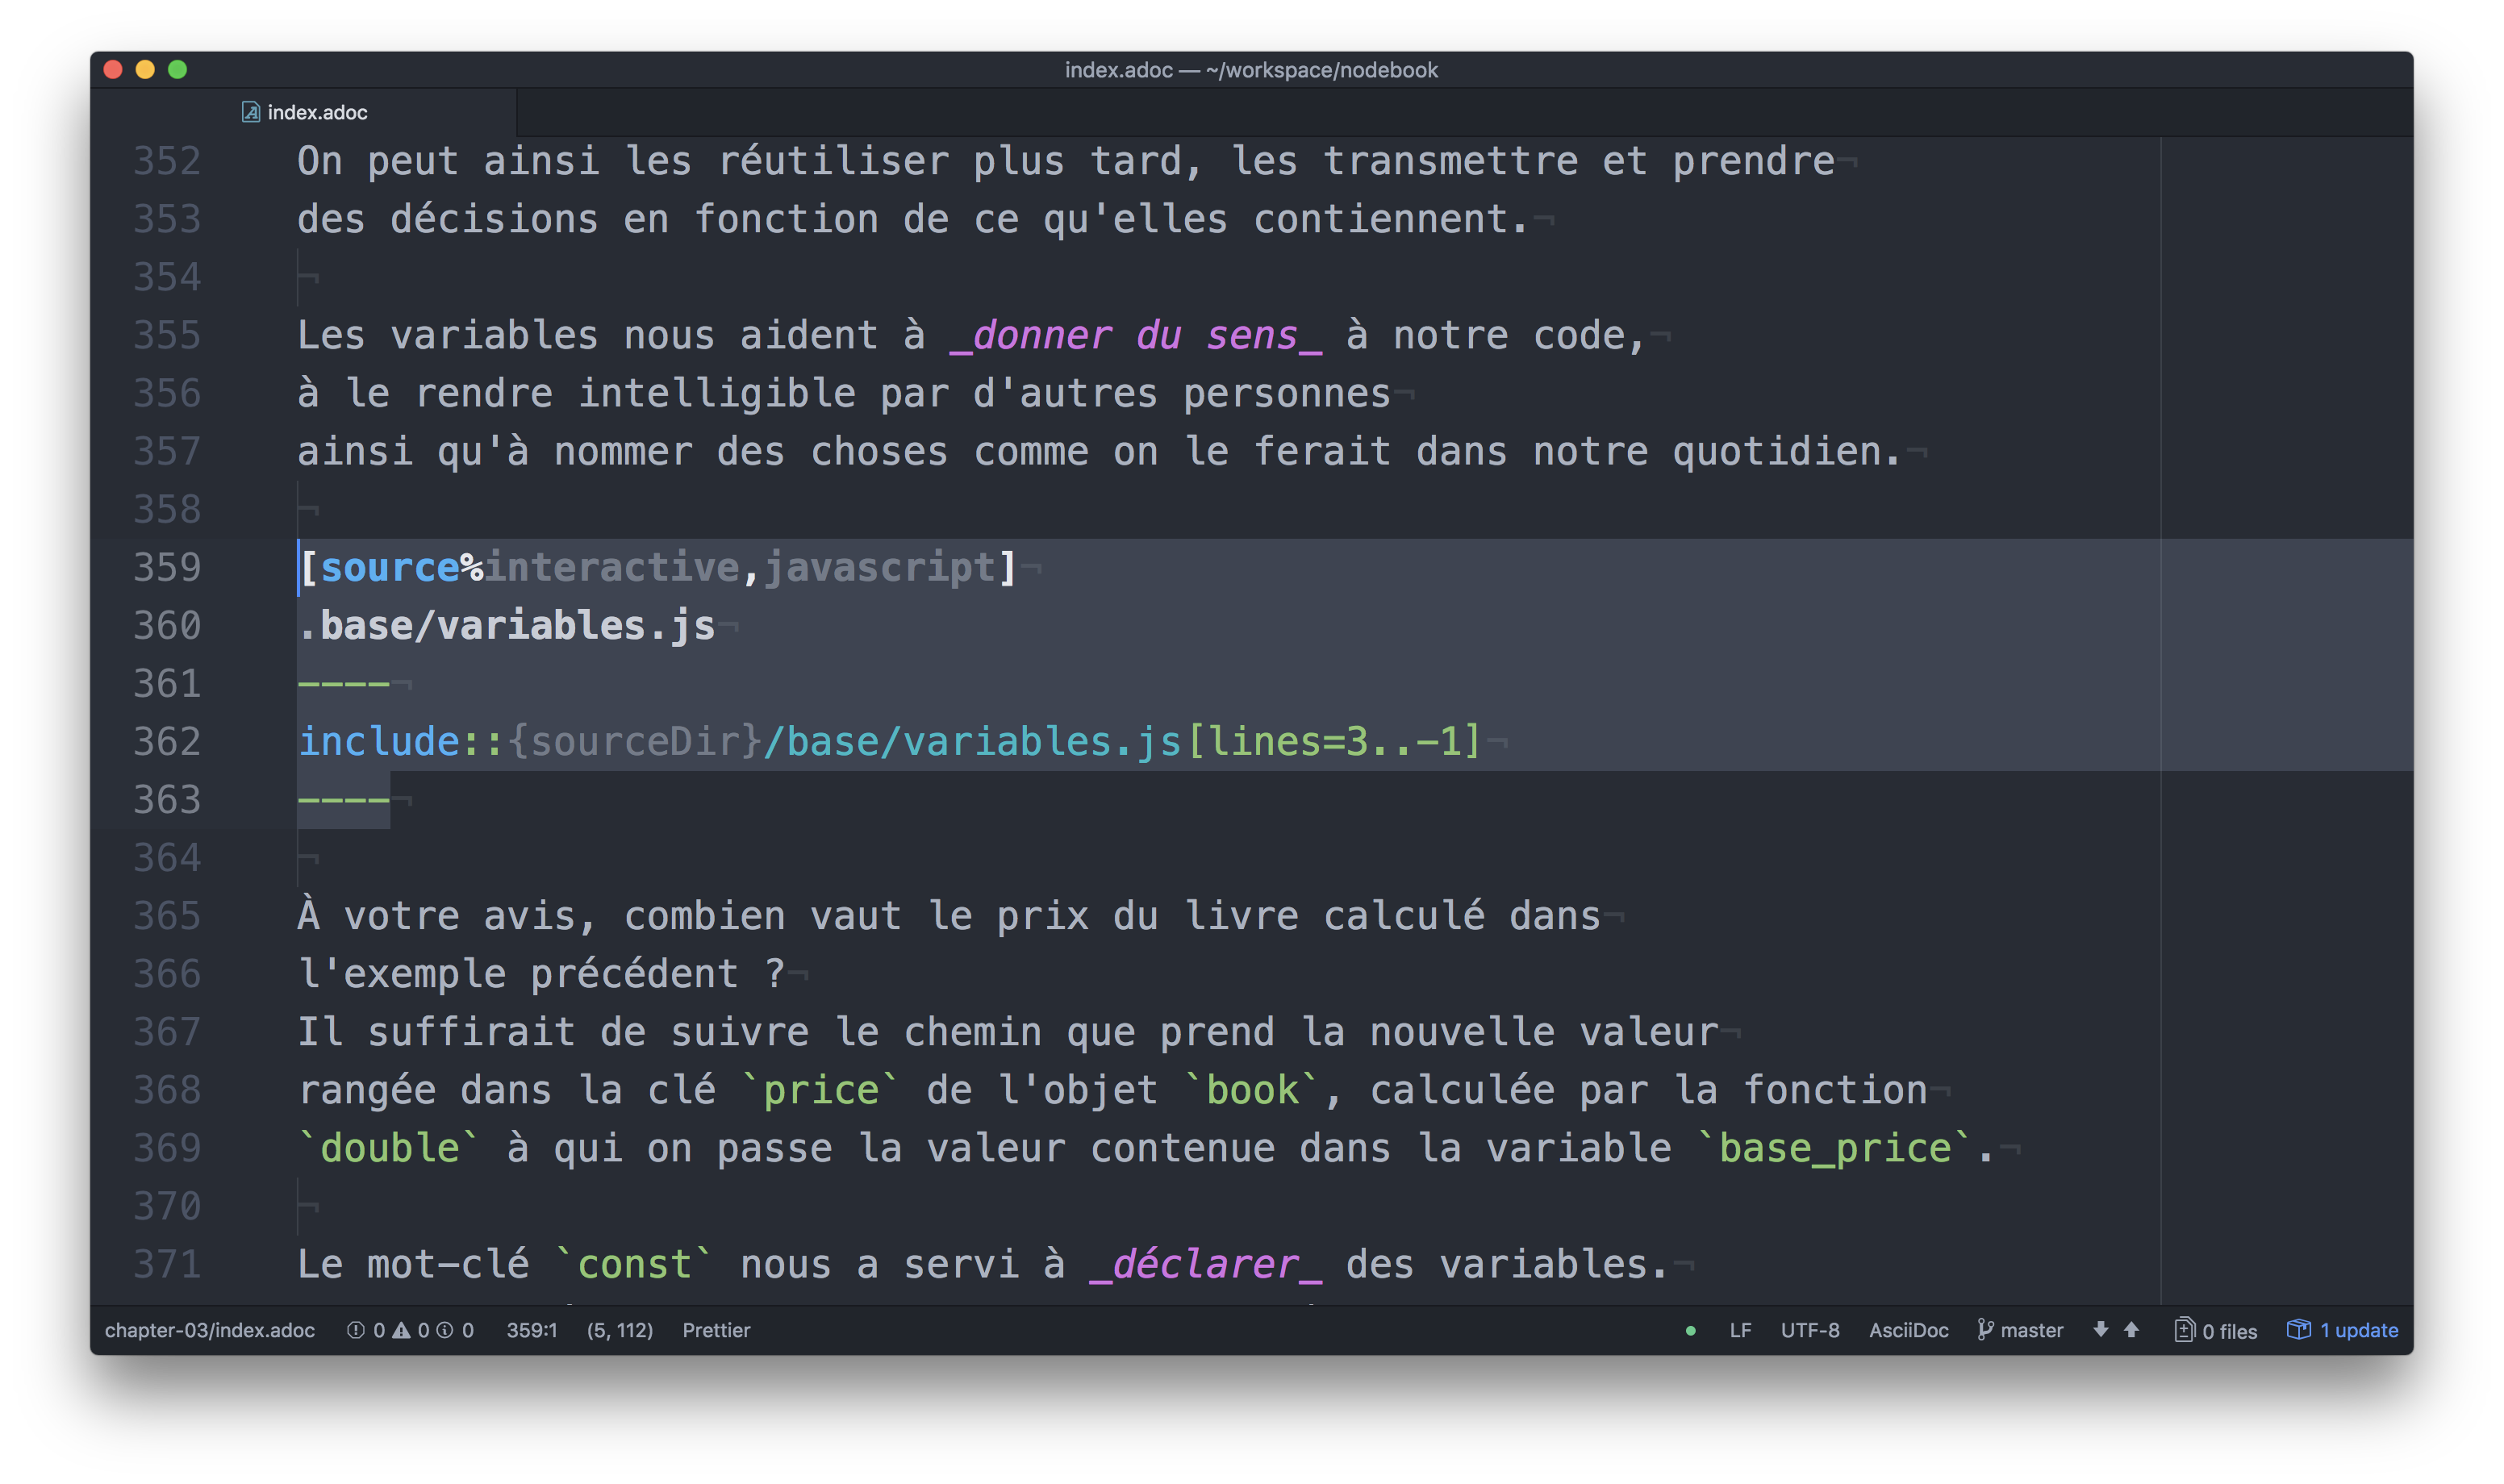 index.adoc — ~/workspace/nodebook
index.adoc
352 On peut ainsi les réutiliser plus tard, les transmettre et prendre¬
353 des décisions en fonction de ce qu'elles contiennent.¬
354 ¬
355 Les variables nous aident à _donner du sens_ à notre code,¬
356 à le rendre intelligible par d'autres personnes¬
357 ainsi qu'à nommer des choses comme on le ferait dans notre quotidien.¬
358 ¬
359 [source%interactive,javascript]¬
360 .base/variables.js¬
361 ----¬
362 include::{sourceDir}/base/variables.js[lines=3..-1]¬
363 ----¬
364 ¬
365 À votre avis, combien vaut le prix du livre calculé dans¬
366 l'exemple précédent ?¬
367 Il suffirait de suivre le chemin que prend la nouvelle valeur¬
368 rangée dans la clé `price` de l'objet `book`, calculée par la fonction¬
369 `double` à qui on passe la valeur contenue dans la variable `base_price`.¬
370 ¬
371 Le mot-clé `const` nous a servi à _déclarer_ des variables.¬
chapter-03/index.adoc 0 0 0 359:1 (5, 112) Prettier LF UTF-8 AsciiDoc master 0 files 1 update